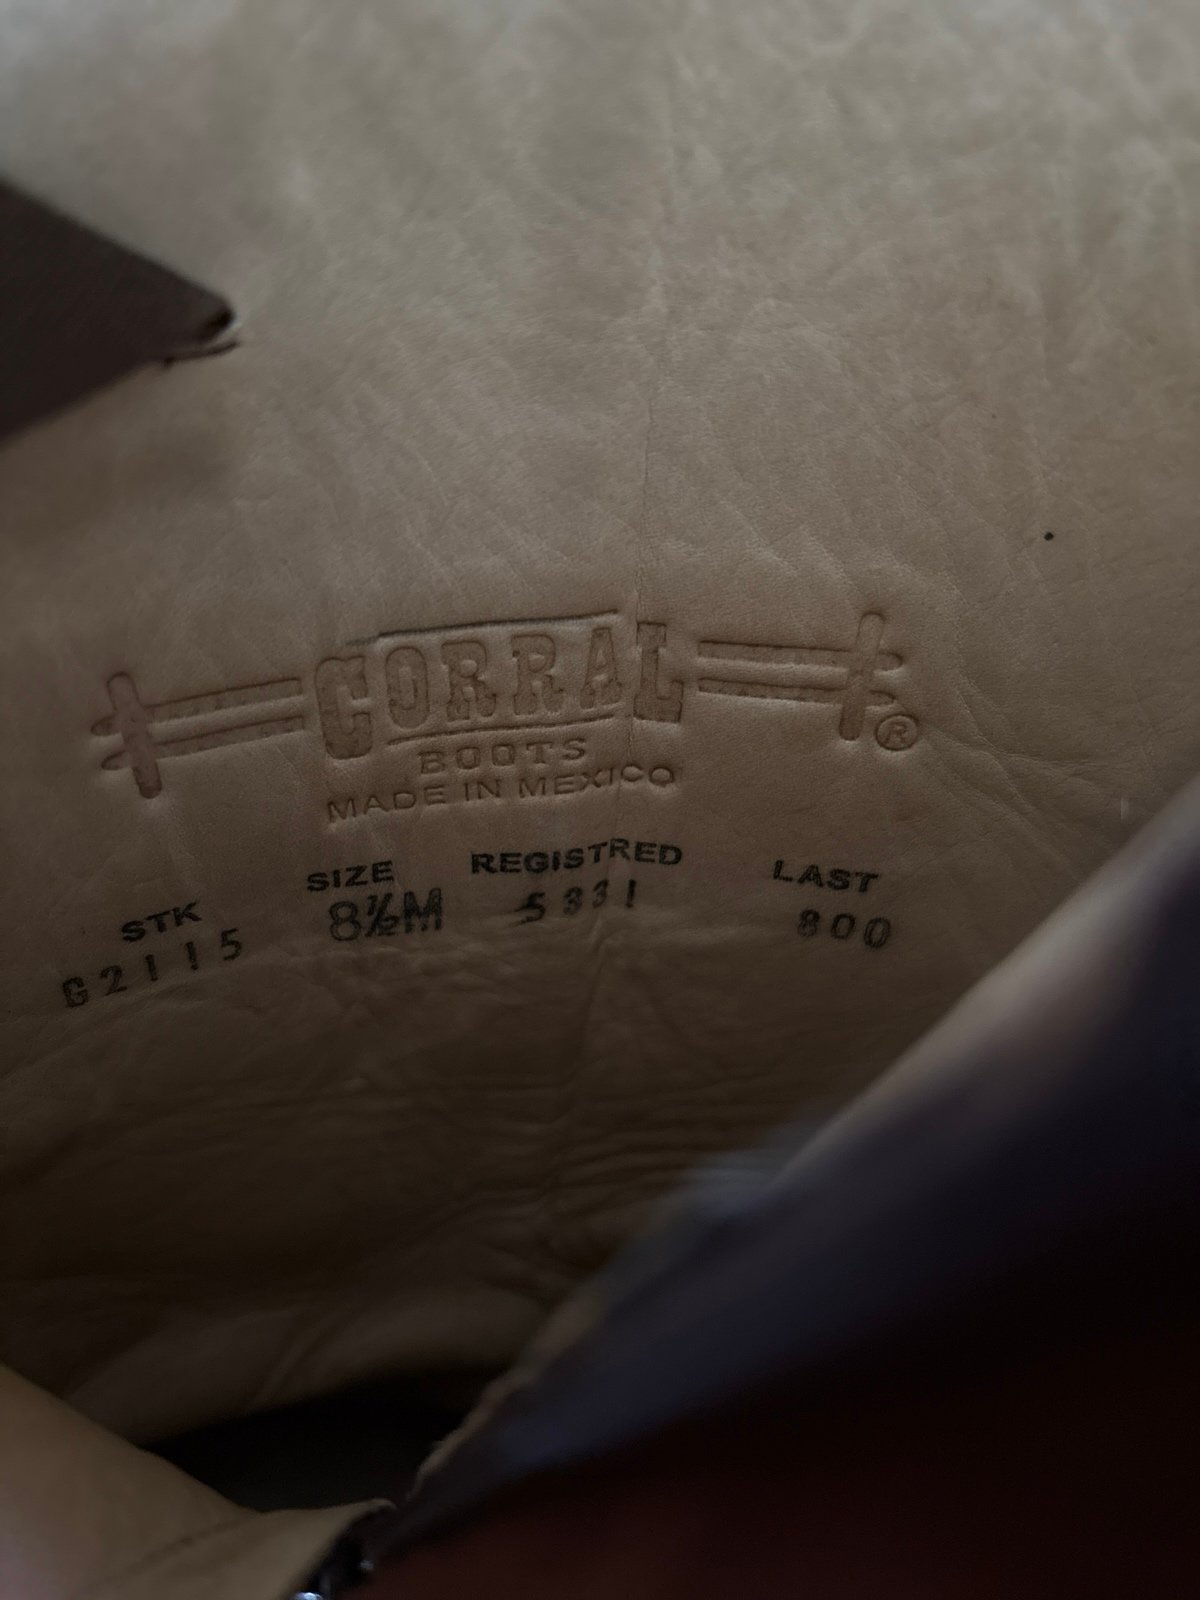 CORRAL
®
BOOTS
MADE IN MEXICO
STK SIZE REGISTRED LAST
G2115 8½M 5331 800